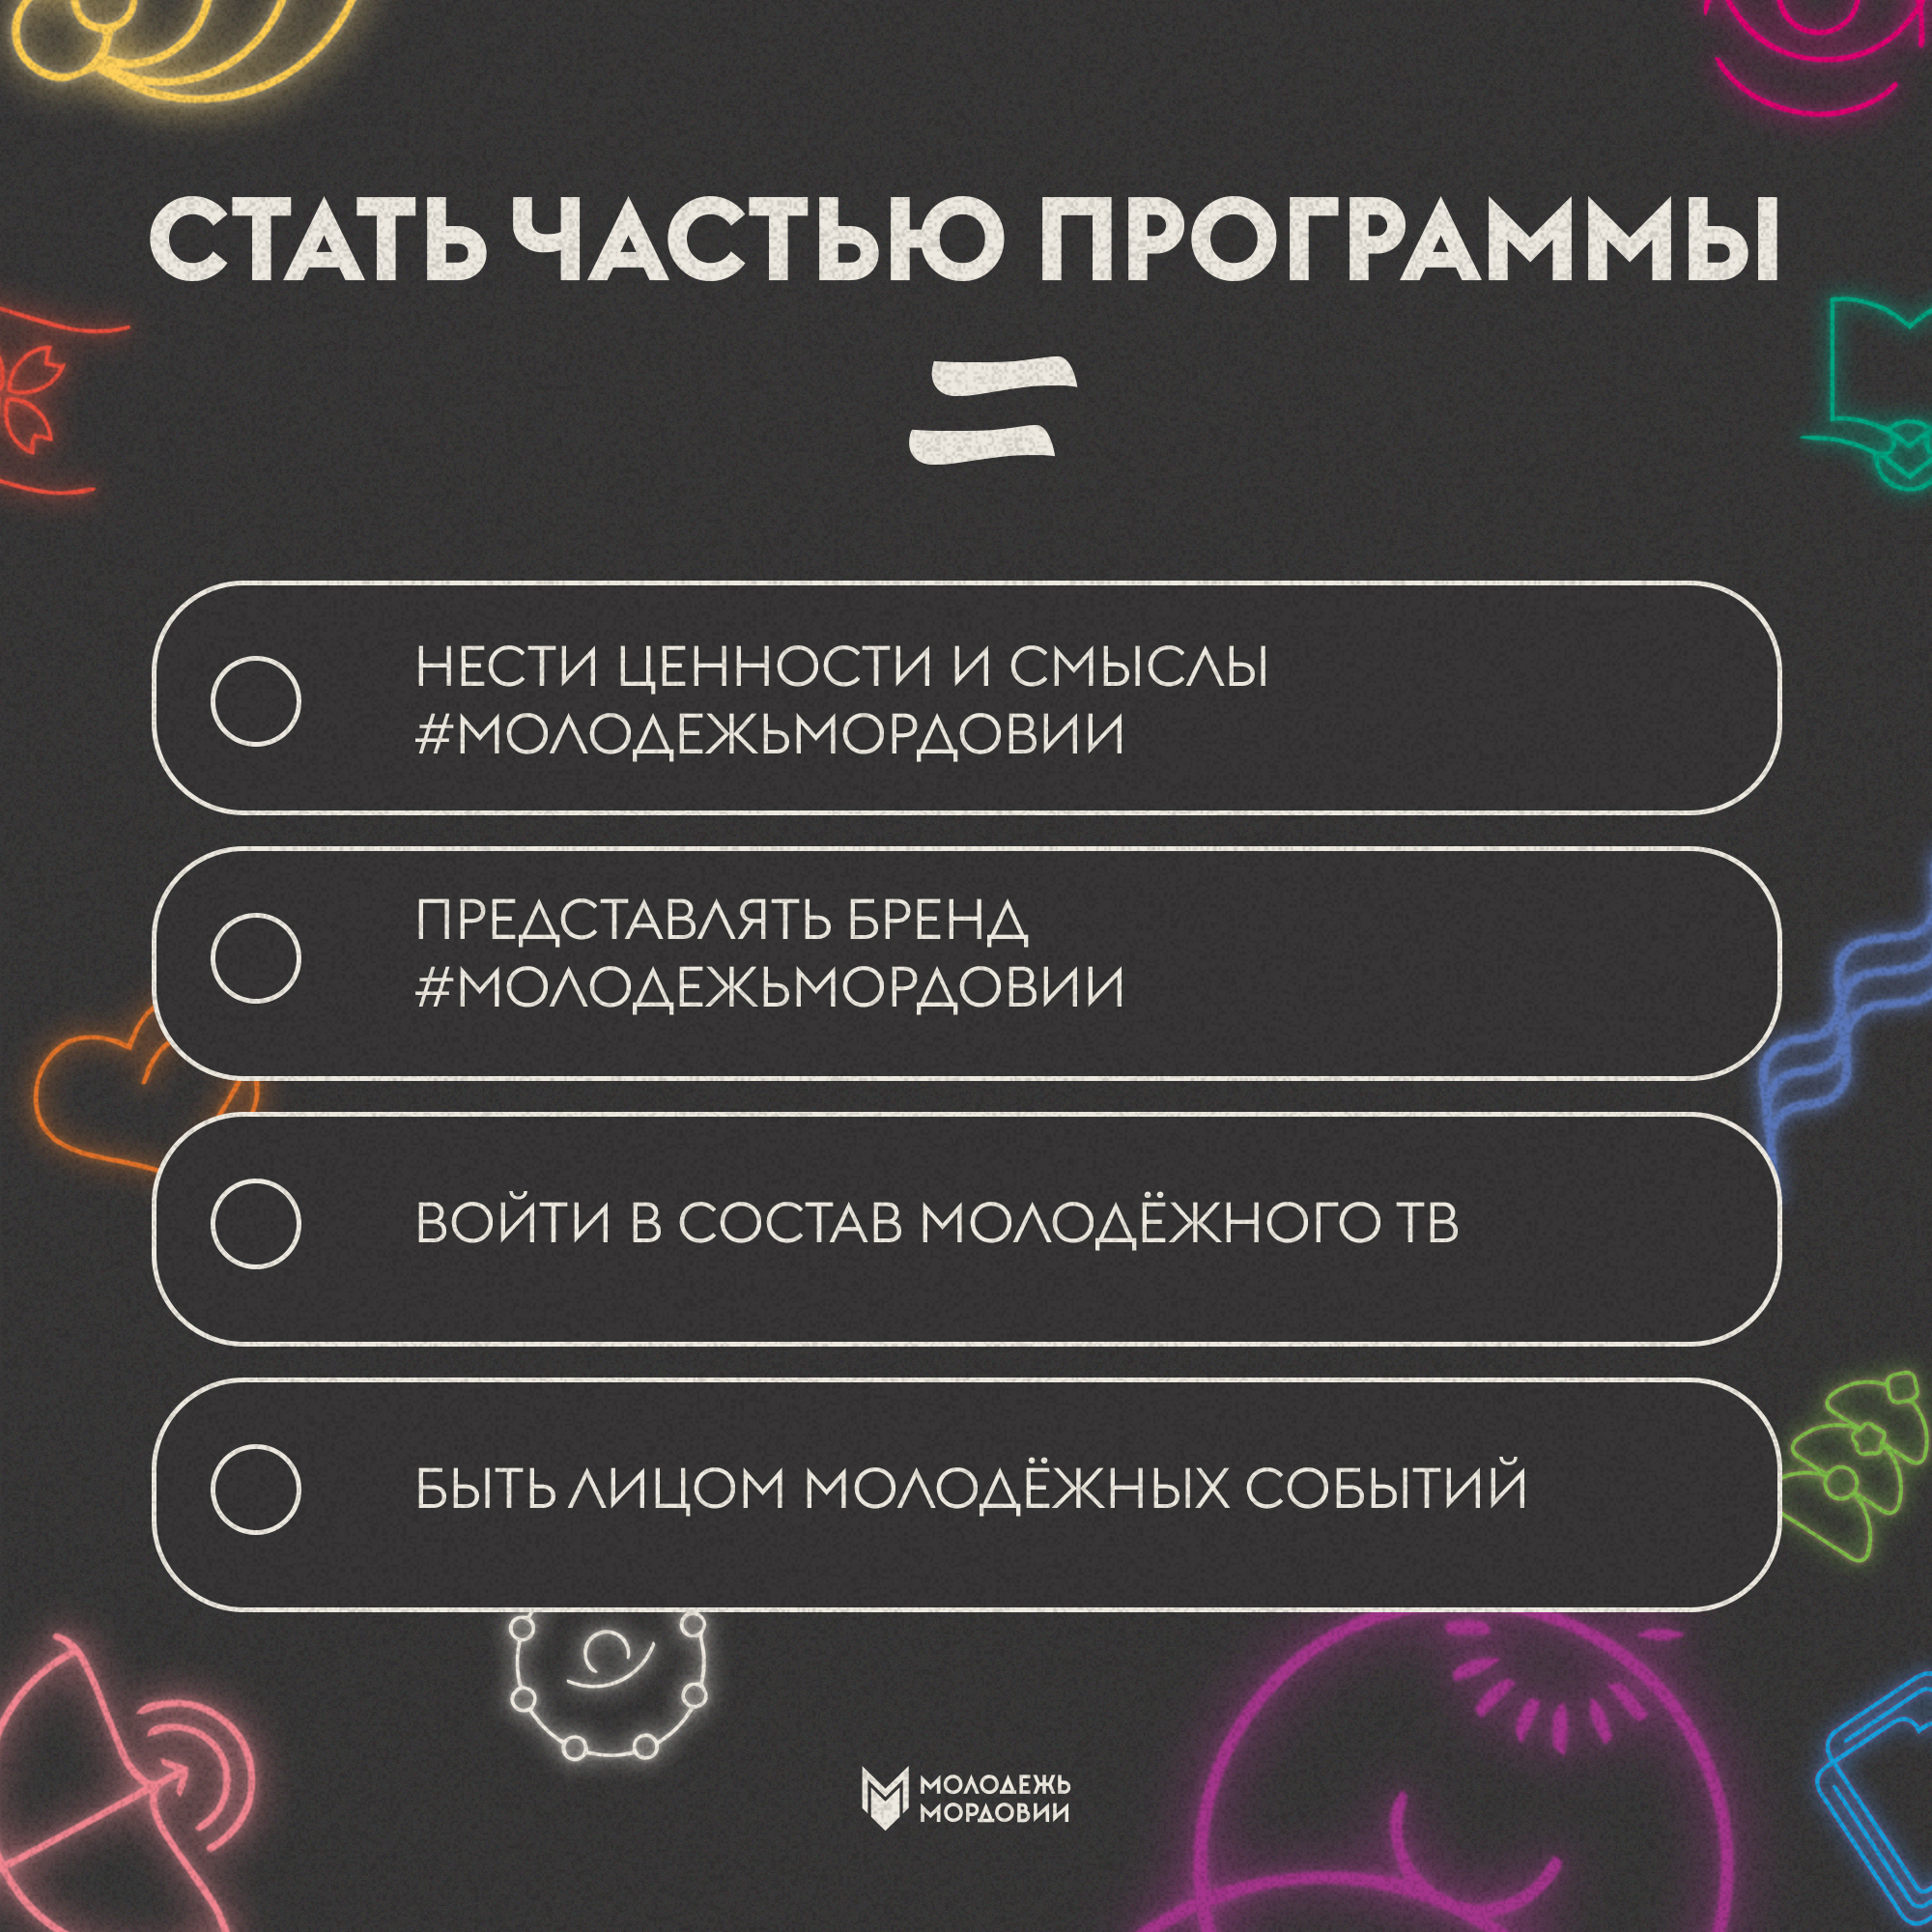 СТАТЬ ЧАСТЬЮ ПРОГРАММЫ
=
НЕСТИ ЦЕННОСТИ И СМЫСЛЫ
#МОЛОДЕЖЬМОРДОВИИ
ПРЕДСТАВЛЯТЬ БРЕНД
#МОЛОДЕЖЬМОРДОВИИ
ВОЙТИ В СОСТАВ МОЛОДЁЖНОГО ТВ
БЫТЬ ЛИЦОМ МОЛОДЁЖНЫХ СОБЫТИЙ
МОЛОДЕЖЬ
МОРДОВИИ